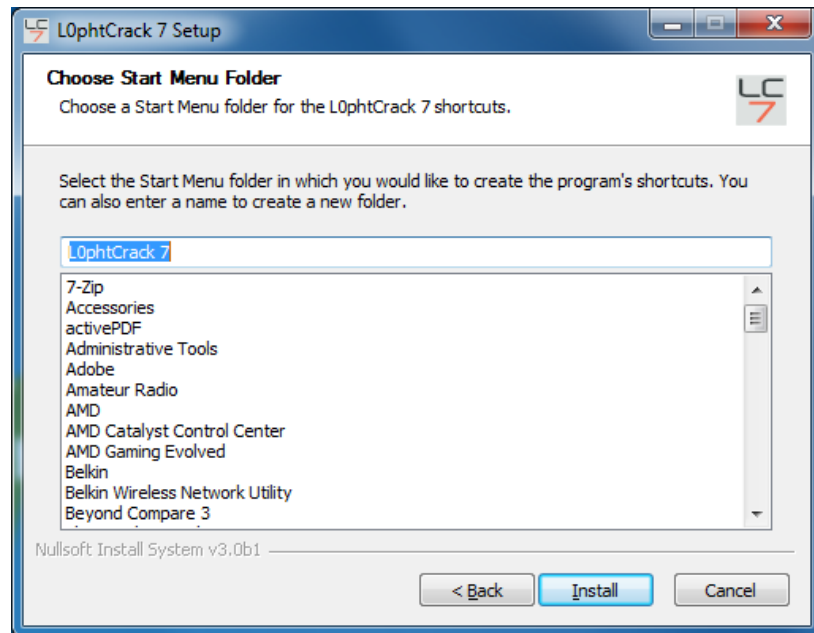 L0phtCrack 7 Setup
Choose Start Menu Folder
Choose a Start Menu folder for the L0phtCrack 7 shortcuts.
LC
7
Select the Start Menu folder in which you would like to create the program's shortcuts. You
can also enter a name to create a new folder.
L0phtCrack 7
7-Zip
Accessories
activePDF
Administrative Tools
Adobe
Amateur Radio
AMD
AMD Catalyst Control Center
AMD Gaming Evolved
Belkin
Belkin Wireless Network Utility
Beyond Compare 3
Nullsoft Install System v3.0b1
< Back Install Cancel